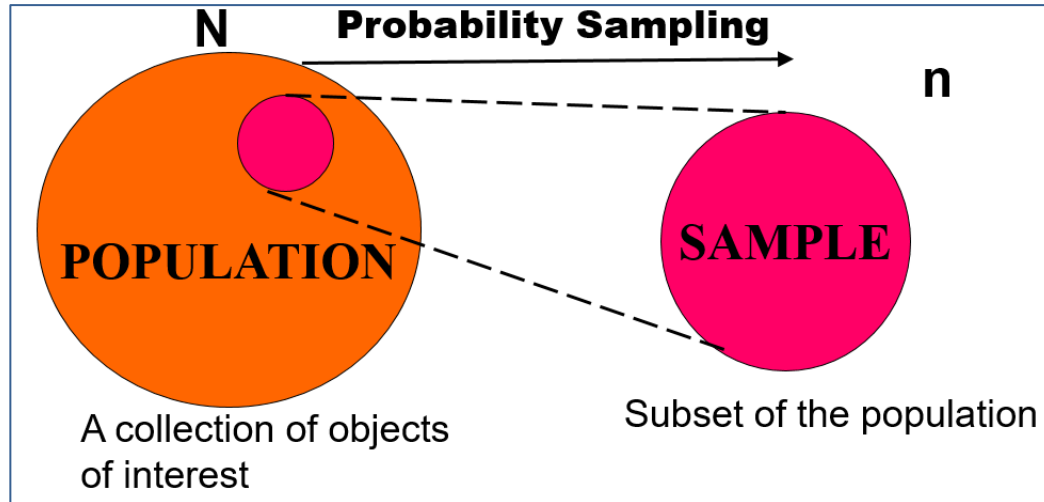 N
Probability Sampling
n
POPULATION
SAMPLE
A collection of objects
of interest
Subset of the population